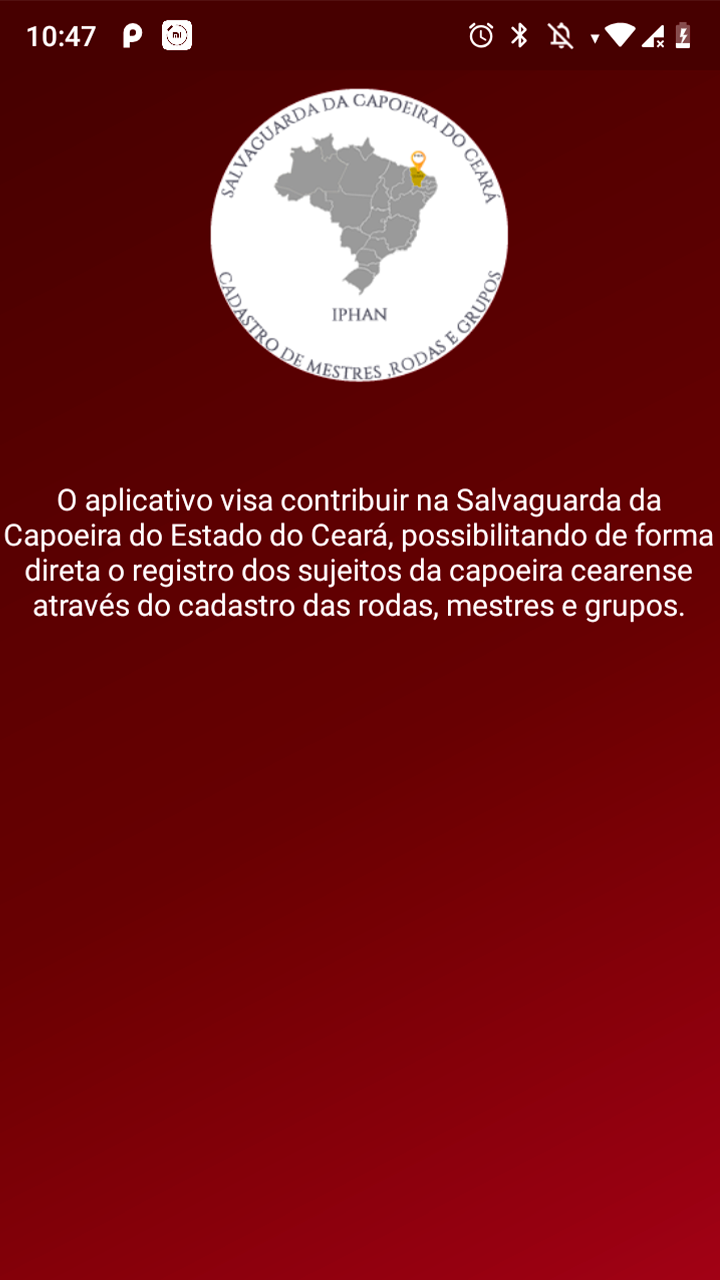 10:47
SALVAGUARDA DA CAPOEIRA DO CEARÁ
IPHAN
CADASTRO DE MESTRES ,RODAS E GRUPOS
O aplicativo visa contribuir na Salvaguarda da
Capoeira do Estado do Ceará, possibilitando de forma
direta o registro dos sujeitos da capoeira cearense
através do cadastro das rodas, mestres e grupos.